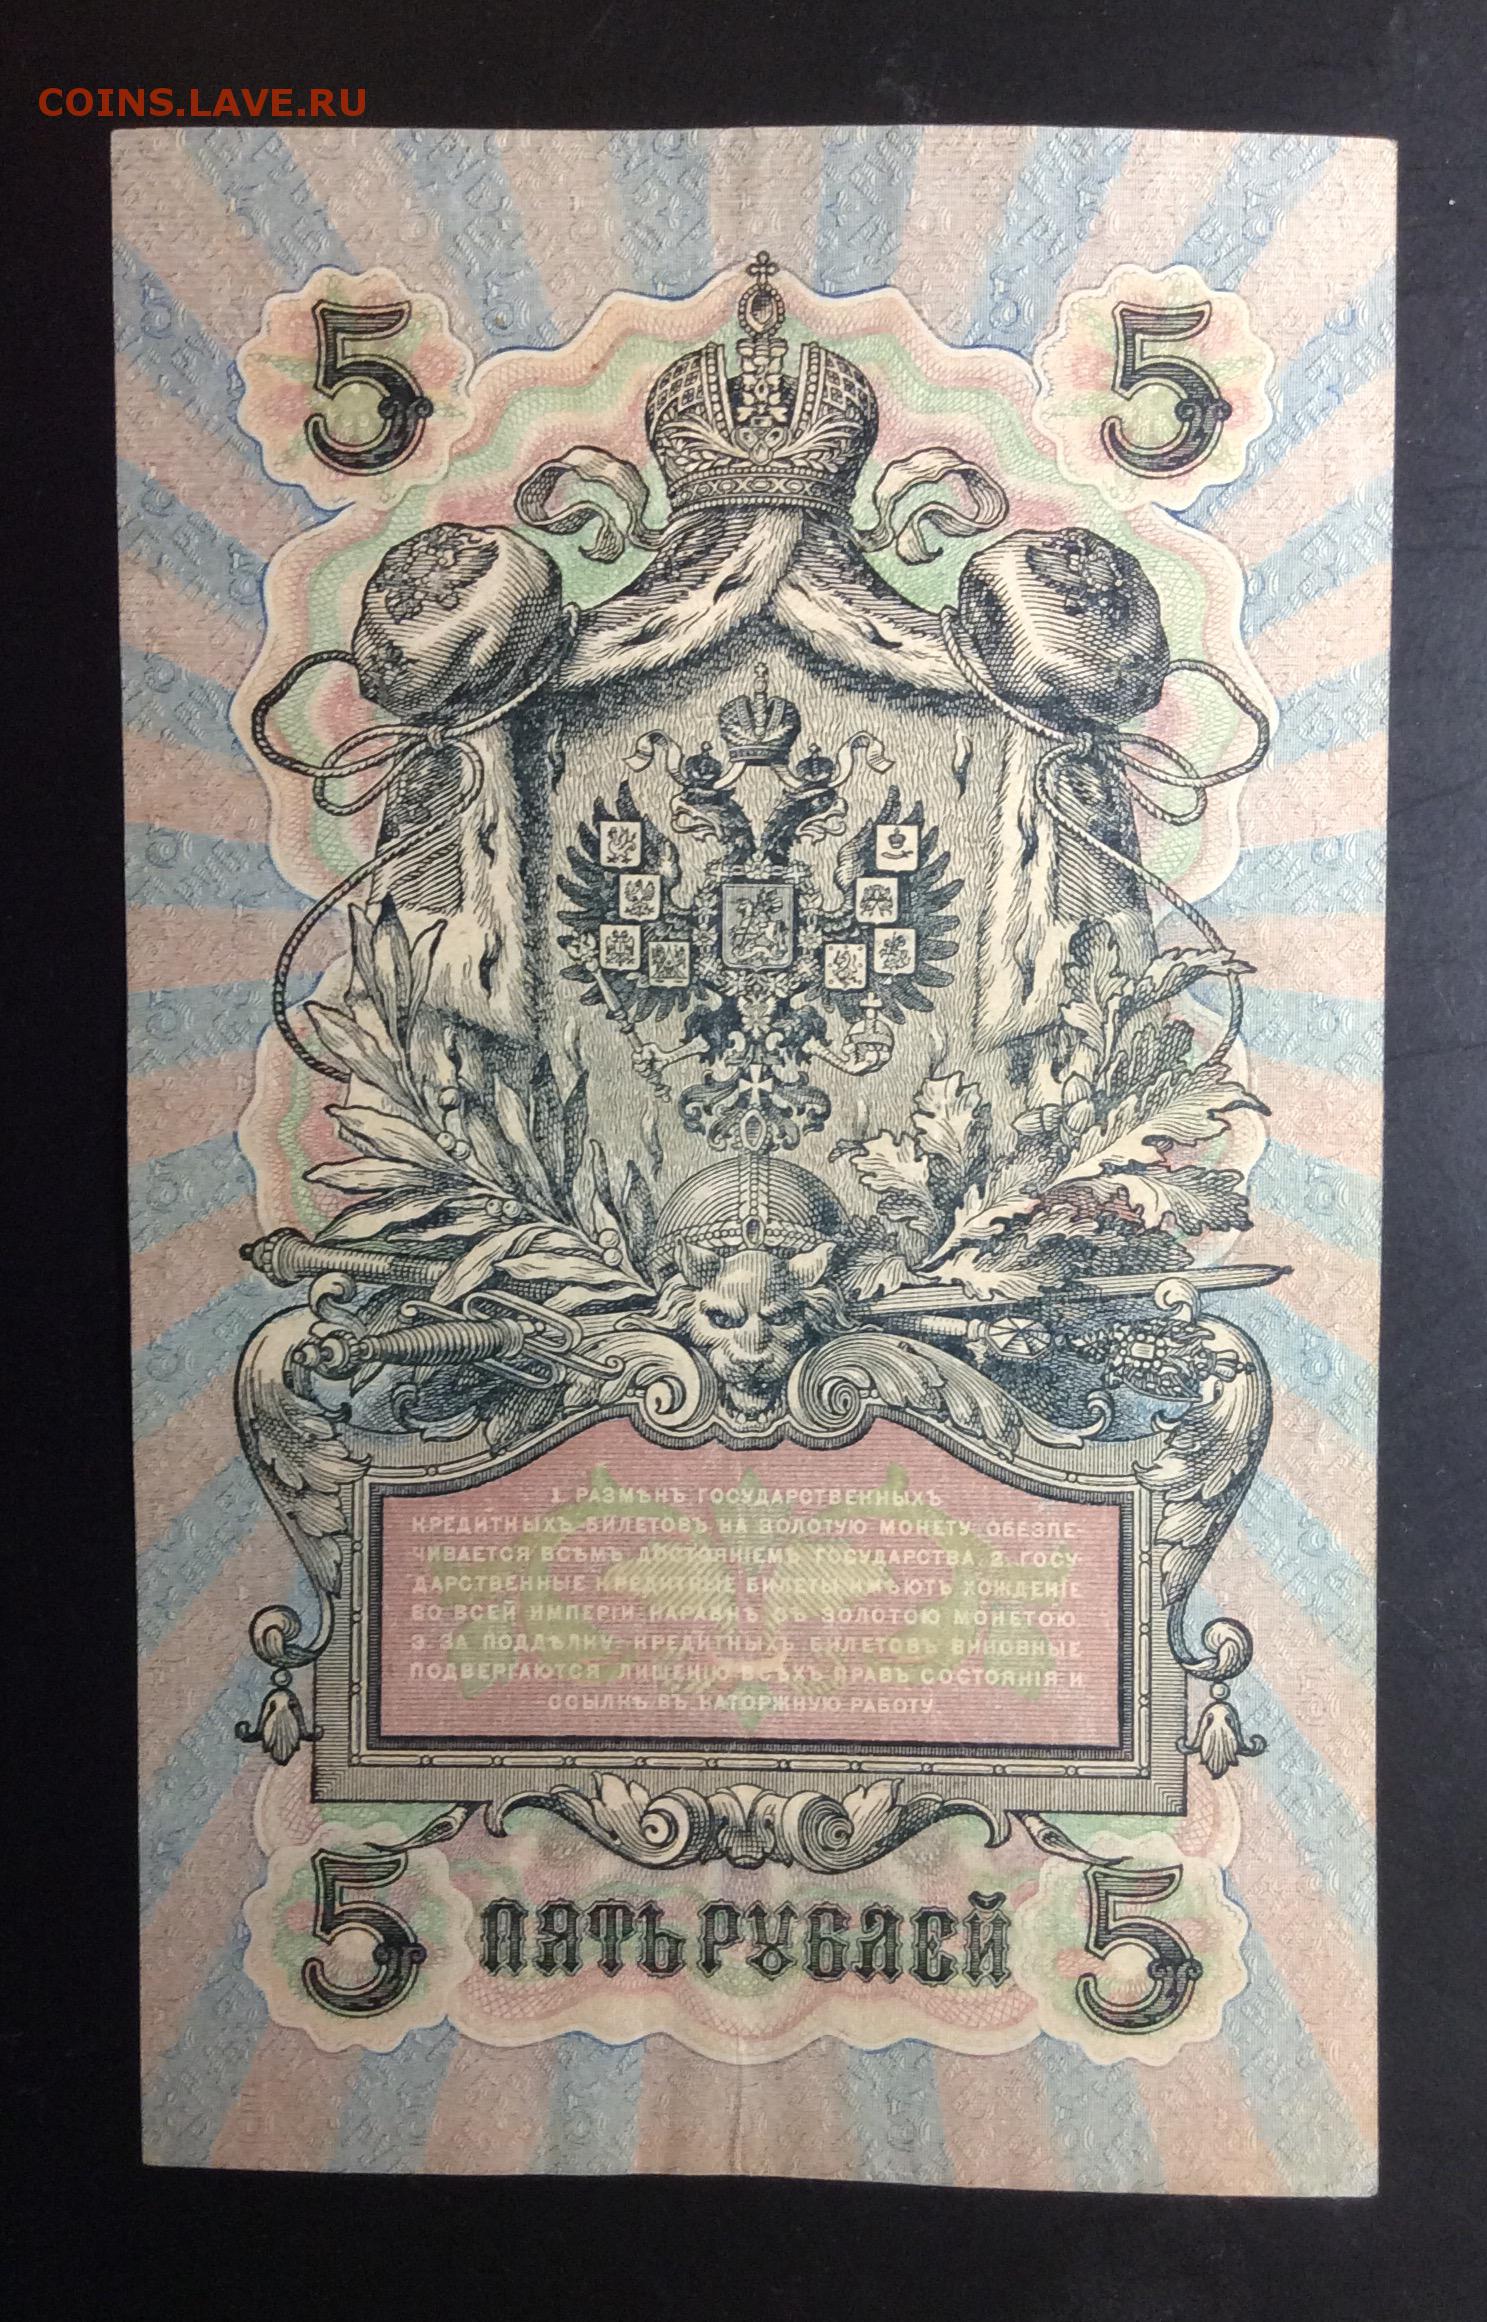 COINS.LAVE.RU
5 5
1. РАЗМѢНЪ ГОСУДАРСТВЕННЫХЪ
КРЕДИТНЫХЪ БИЛЕТОВЪ НА ЗОЛОТУЮ МОНЕТУ ОБЕЗПЕ-
ЧИВАЕТСЯ ВСѢМЪ ДОСТОЯНІЕМЪ ГОСУДАРСТВА. 2. ГОСУ-
ДАРСТВЕННЫЕ КРЕДИТНЫЕ БИЛЕТЫ ИМѢЮТЪ ХОЖДЕНІЕ
ВО ВСЕЙ ИМПЕРІИ НАРАВНѢ СЪ ЗОЛОТОЮ МОНЕТОЮ.
3. ЗА ПОДДѢЛКУ КРЕДИТНЫХЪ БИЛЕТОВЪ ВИНОВНЫЕ
ПОДВЕРГАЮТСЯ ЛИШЕНІЮ ВСѢХЪ ПРАВЪ СОСТОЯНІЯ И
ССЫЛКѢ ВЪ КАТОРЖНУЮ РАБОТУ.
5 ПЯТЬ РУБЛЕЙ 5